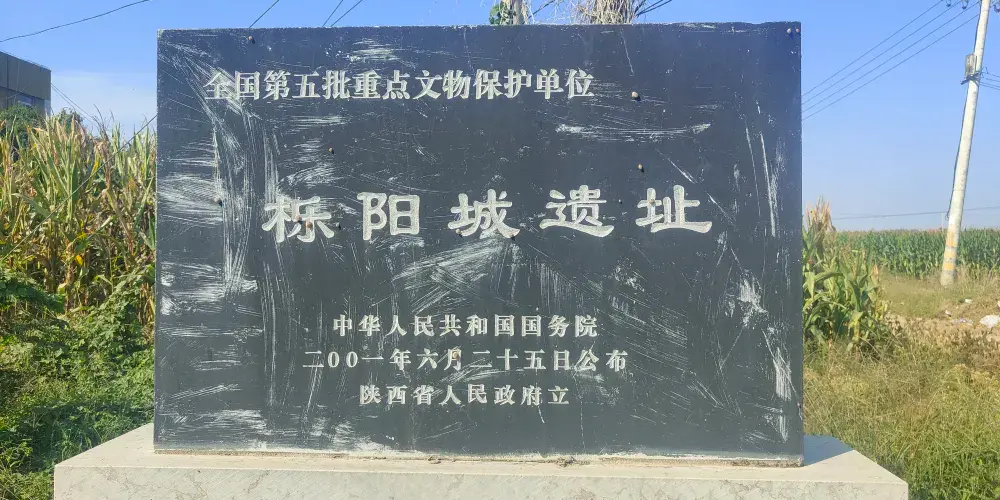 全国第五批重点文物保护单位
栎阳城遗址
中华人民共和国国务院
二00一年六月二十五日公布
陕西省人民政府立